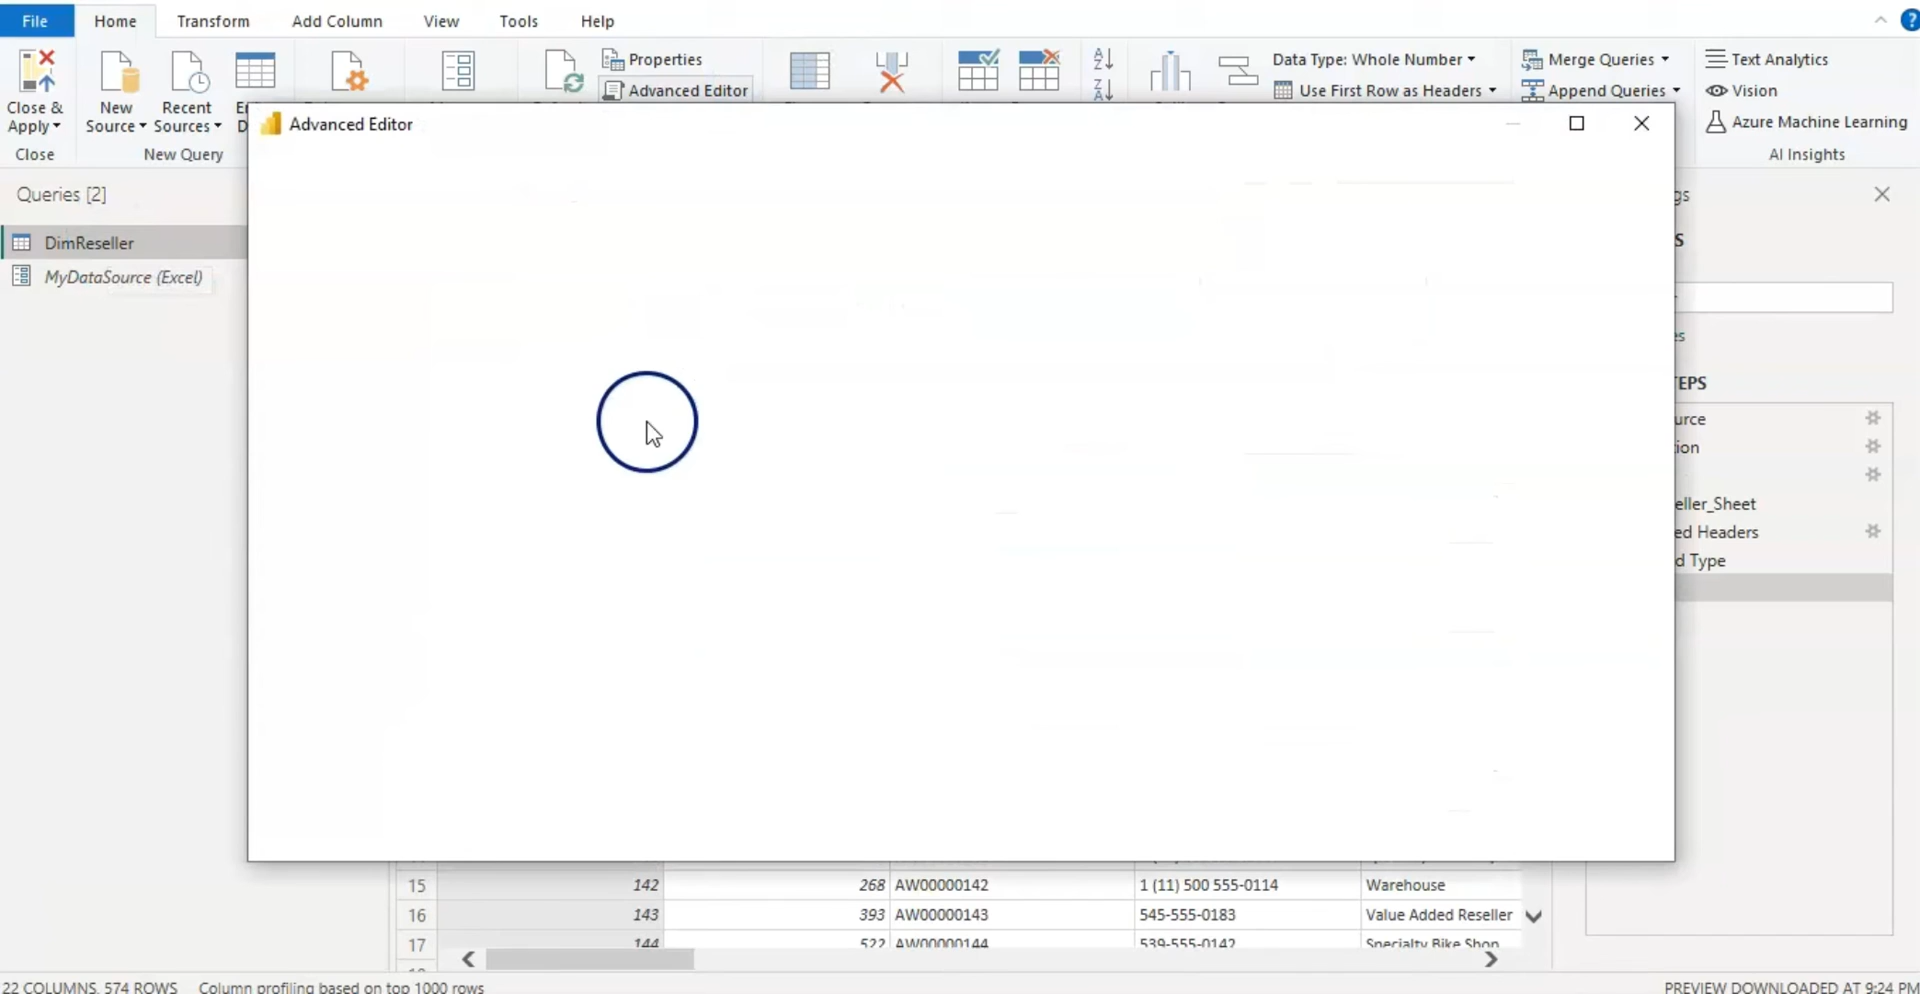 File Home Transform Add Column View Tools Help
Close & Apply
New Source
Recent Sources
Properties
Advanced Editor
Data Type: Whole Number
Use First Row as Headers
Merge Queries
Append Queries
Text Analytics
Vision
Azure Machine Learning
Close
New Query
AI Insights
Advanced Editor
Queries [2]
DimReseller
MyDataSource (Excel)
gs
S
es
TEPS
urce
ion
eller_Sheet
ed Headers
d Type
15 142 268 AW00000142 1 (11) 500 555-0114 Warehouse
16 143 393 AW00000143 545-555-0183 Value Added Reseller
17 144 522 AW00000144 539-555-0142 Specialty Bike Shop
22 COLUMNS, 574 ROWS Column profiling based on top 1000 rows
PREVIEW DOWNLOADED AT 9:24 PM